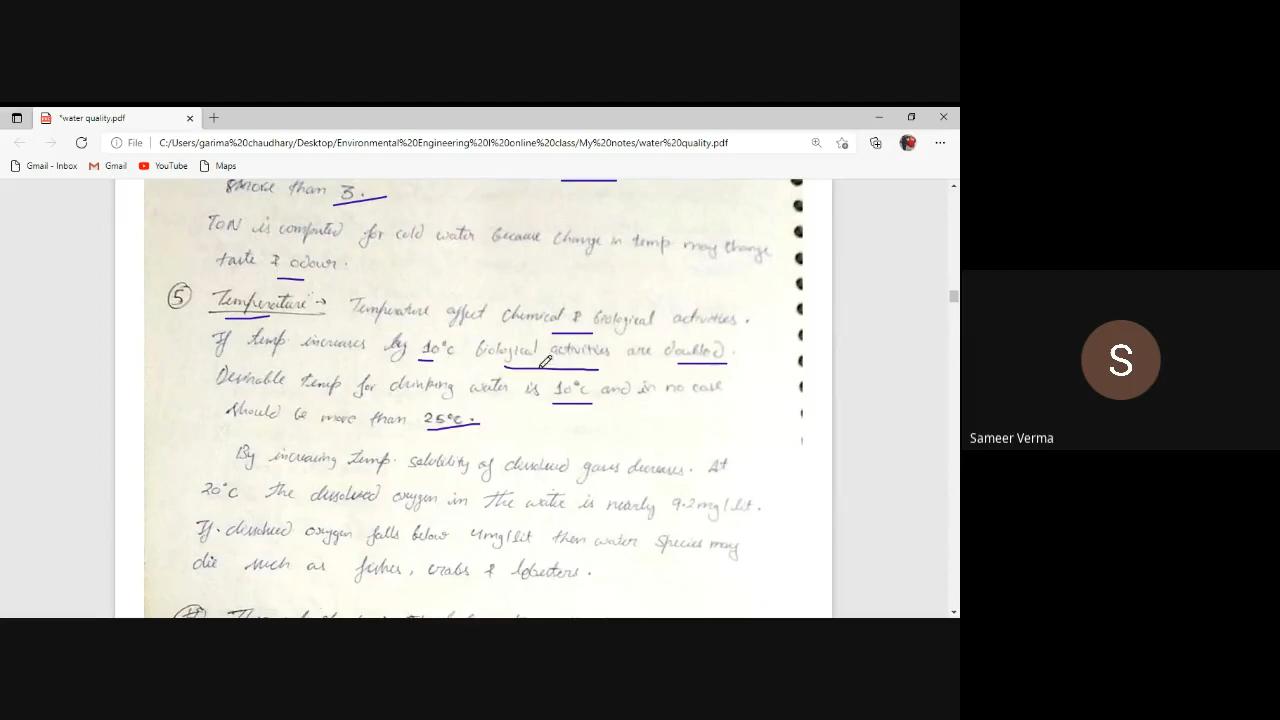 *water quality.pdf
File C:/Users/garima%20chaudhary/Desktop/Environmental%20Engineering%20I%20online%20class/My%20notes/water%20quality.pdf
Gmail - Inbox Gmail YouTube Maps
more than 3.
TON is computed for cold water because change in temp may change
taste & odour.
5 Temperature → Temperature affect chemical & biological activities.
If temp increases by 10°c biological activities are doubled.
Desirable temp for drinking water is 10°c and in no case
should be more than 25°c.
By increasing temp. solubility of dissolved gases decreases. At
20°C the dissolved oxygen in the water is nearly 9.2 mg/lit.
If dissolved oxygen falls below 4mg/lit then water species may
die such as fishes, crabs & lobsters.
S
Sameer Verma